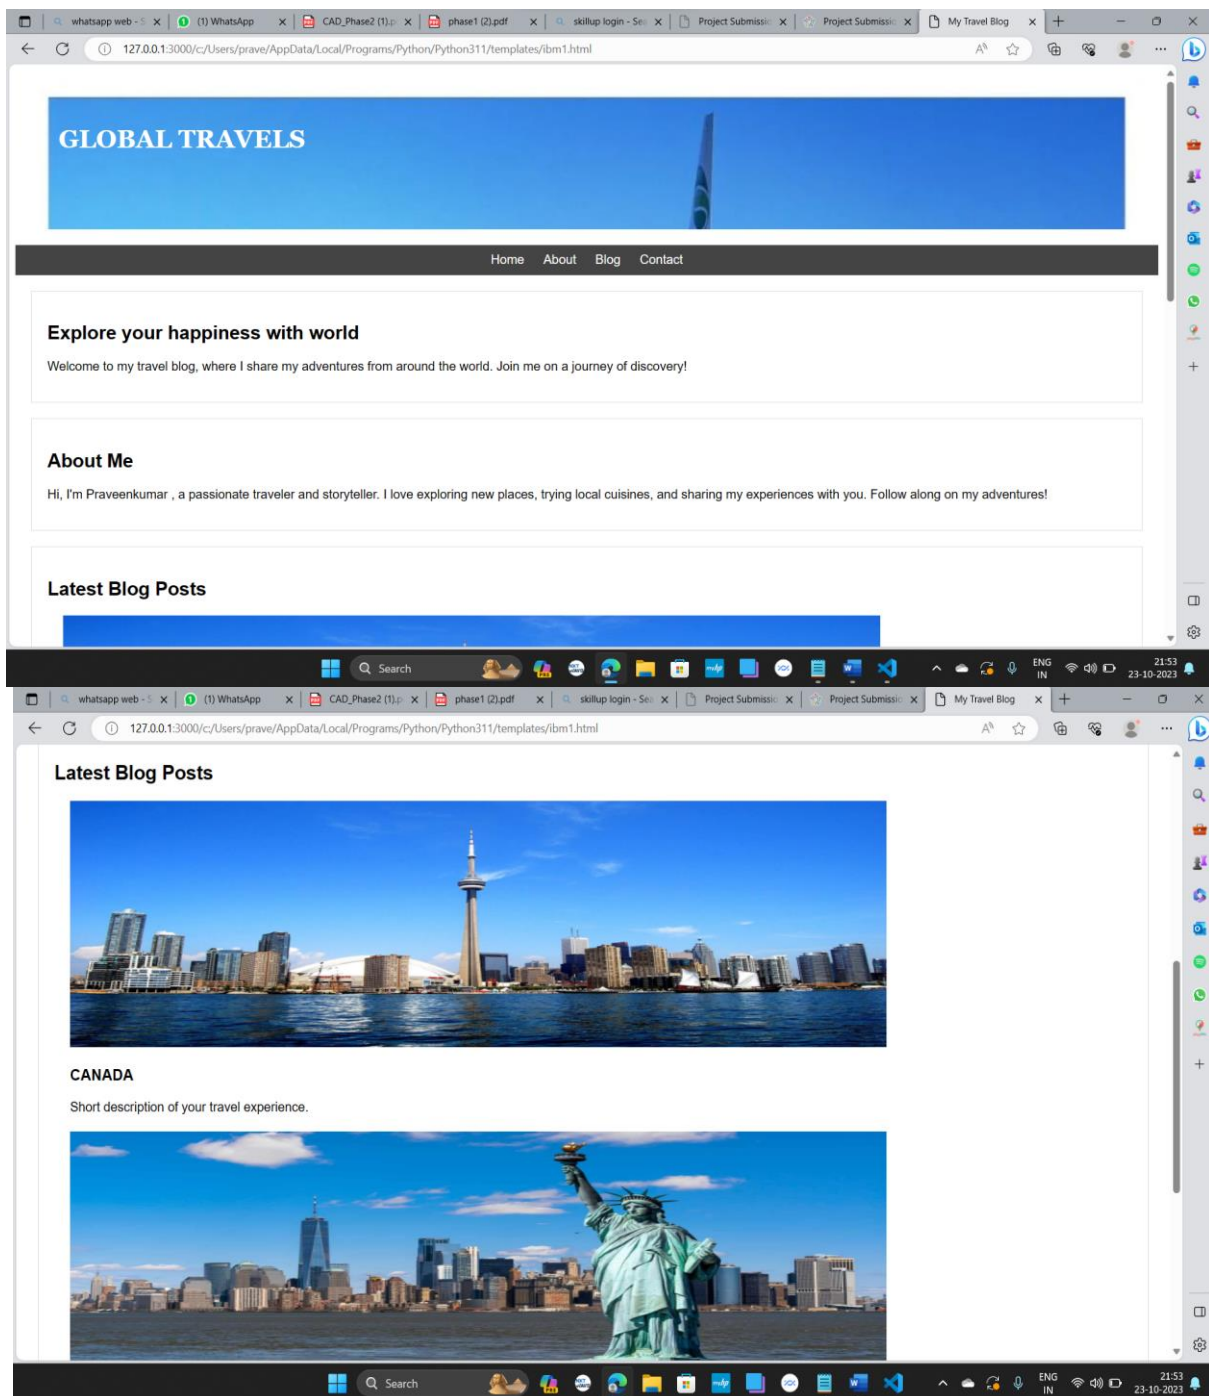 whatsapp web - S
(1) WhatsApp
CAD_Phase2 (1).p
phase1 (2).pdf
skillup login - Sea
Project Submissio
Project Submissio
My Travel Blog
127.0.0.1:3000/c:/Users/prave/AppData/Local/Programs/Python/Python311/templates/ibm1.html
GLOBAL TRAVELS
Home About Blog Contact
Explore your happiness with world
Welcome to my travel blog, where I share my adventures from around the world. Join me on a journey of discovery!
About Me
Hi, I'm Praveenkumar , a passionate traveler and storyteller. I love exploring new places, trying local cuisines, and sharing my experiences with you. Follow along on my adventures!
Latest Blog Posts
Search
ENG
IN
21:53
23-10-2023
whatsapp web - S
(1) WhatsApp
CAD_Phase2 (1).p
phase1 (2).pdf
skillup login - Sea
Project Submissio
Project Submissio
My Travel Blog
127.0.0.1:3000/c:/Users/prave/AppData/Local/Programs/Python/Python311/templates/ibm1.html
Latest Blog Posts
CANADA
Short description of your travel experience.
Search
ENG
IN
21:53
23-10-2023